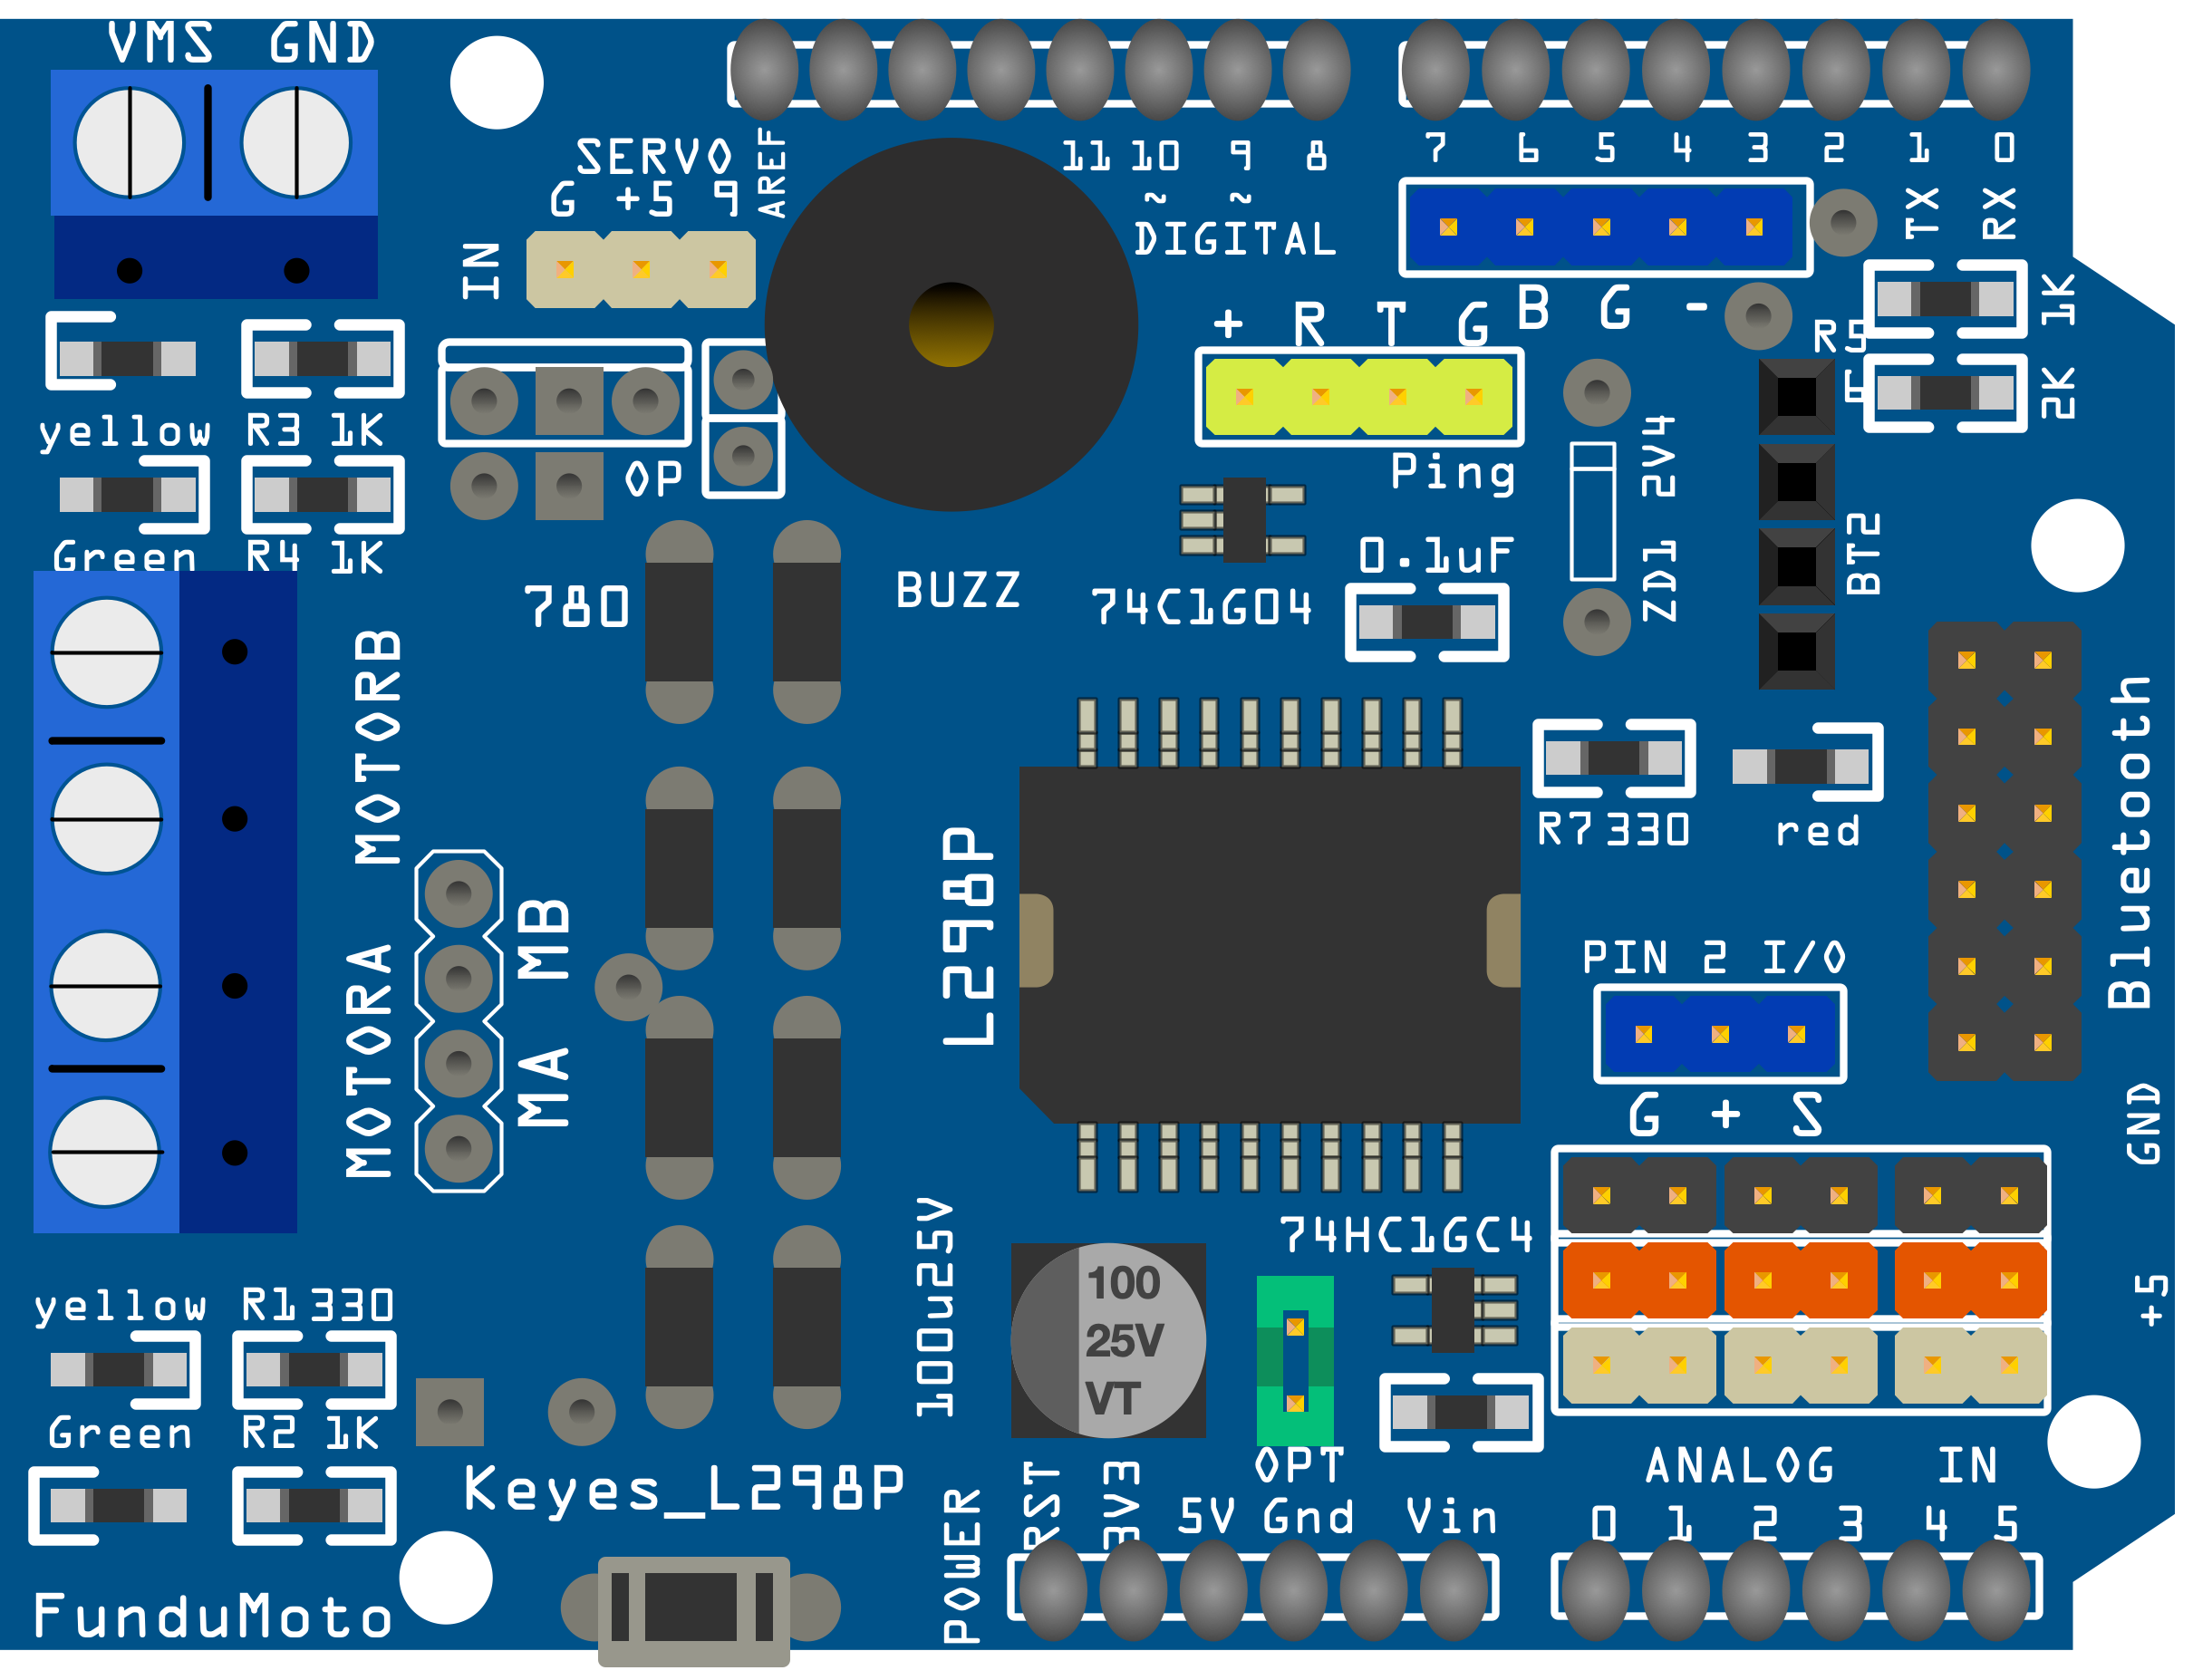 VMS GND
SERVO
G +5 9
AREF
IN
11 10 9 8
~ ~
DIGITAL
7 6 5 4 3 2 1 0
TX RX
+ R T G
B G -
R5
1K
2K
yellow
R3 1K
Green
R4 1K
OP
780
BUZZ
Ping
74C1G04
0.1uF
ZD1 2V4
BT2
MOTORB
MOTORA
MA MB
L298P
R7 330
red
Bluetooth
PIN 2 I/O
G + S
GND
+5
74HC1GC4
100u25V
100
25V
VT
yellow
R1 330
Green
R2 1K
Keyes_L298P
FunduMoto
OPT
POWER
RST
3V3
5V Gnd Vin
ANALOG IN
0 1 2 3 4 5